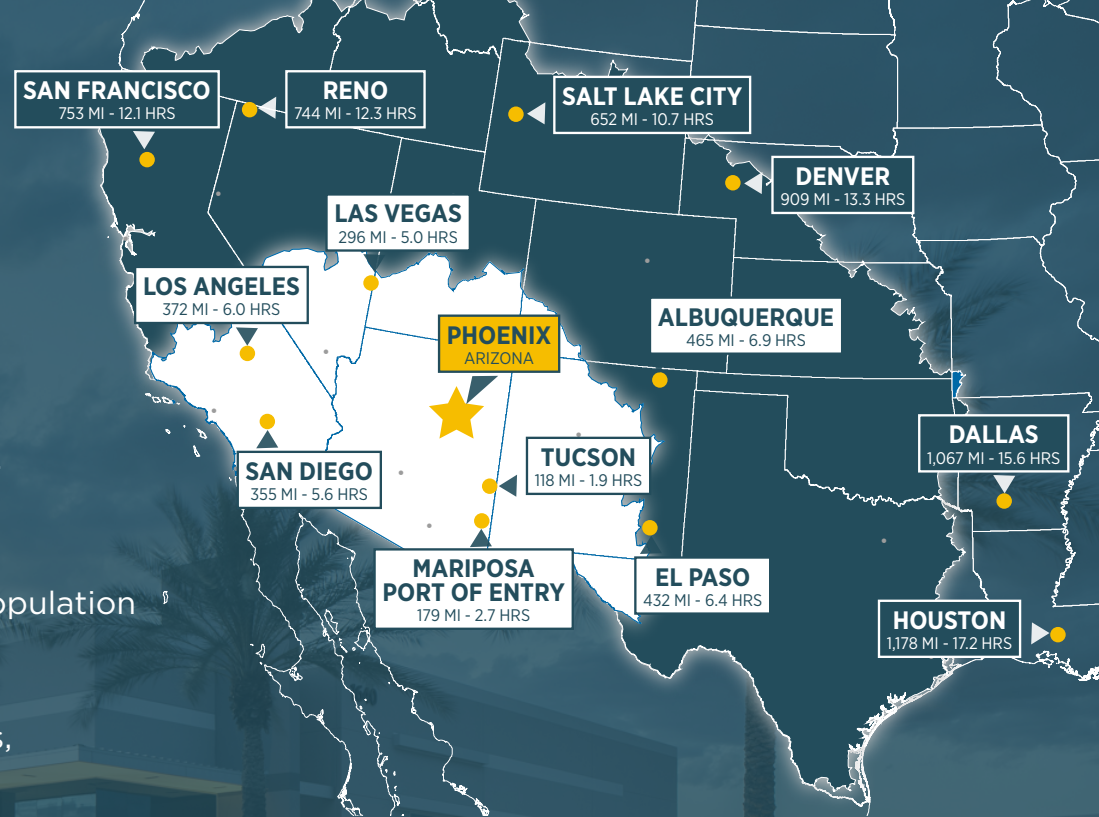 SAN FRANCISCO
753 MI - 12.1 HRS
RENO
744 MI - 12.3 HRS
SALT LAKE CITY
652 MI - 10.7 HRS
DENVER
909 MI - 13.3 HRS
LAS VEGAS
296 MI - 5.0 HRS
LOS ANGELES
372 MI - 6.0 HRS
PHOENIX
ARIZONA
ALBUQUERQUE
465 MI - 6.9 HRS
DALLAS
1,067 MI - 15.6 HRS
SAN DIEGO
355 MI - 5.6 HRS
TUCSON
118 MI - 1.9 HRS
MARIPOSA
PORT OF ENTRY
179 MI - 2.7 HRS
EL PASO
432 MI - 6.4 HRS
HOUSTON
1,178 MI - 17.2 HRS
opulation
s,